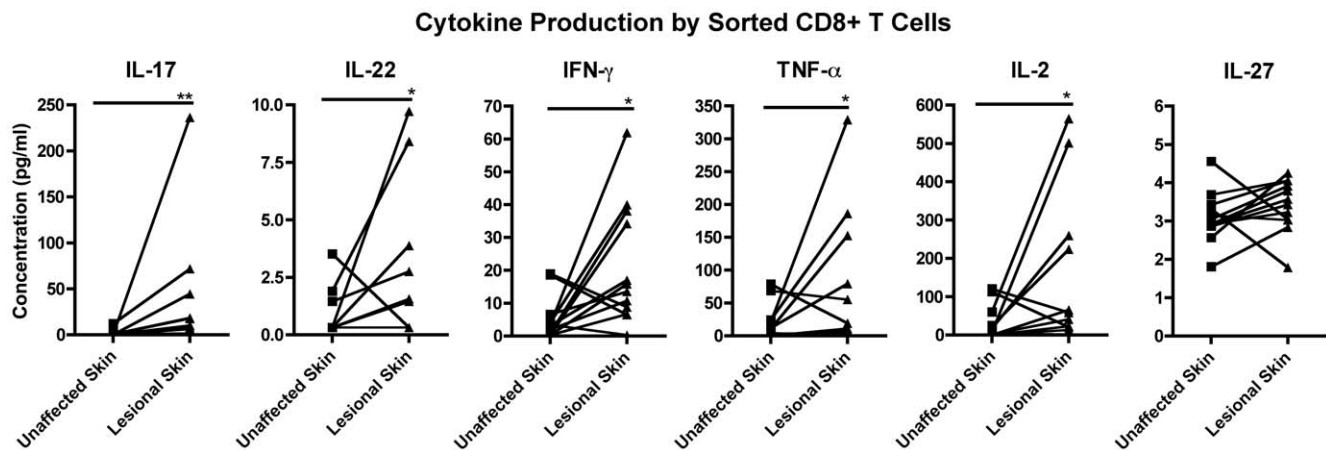 Cytokine Production by Sorted CD8+ T Cells
IL-17
IL-22
IFN-γ
TNF-α
IL-2
IL-27
Concentration (pg/ml)
250
200
150
100
50
0
**
Unaffected Skin
Lesional Skin
10.0
7.5
5.0
2.5
0.0
*
Unaffected Skin
Lesional Skin
70
60
50
40
30
20
10
0
*
Unaffected Skin
Lesional Skin
350
300
250
200
150
100
50
0
*
Unaffected Skin
Lesional Skin
600
500
400
300
200
100
0
*
Unaffected Skin
Lesional Skin
6
5
4
3
2
1
0
Unaffected Skin
Lesional Skin